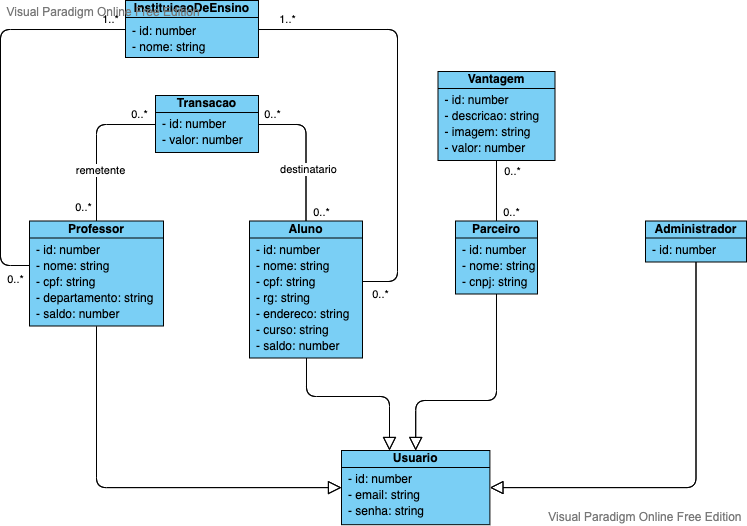 Visual Paradigm Online Free Edition
InstituicaoDeEnsino
1..*
1..*
- id: number
- nome: string
Transacao
0..*
0..*
- id: number
- valor: number
Vantagem
- id: number
- descricao: string
- imagem: string
- valor: number
remetente
destinatario
0..*
0..*
0..*
0..*
Professor
- id: number
- nome: string
- cpf: string
- departamento: string
- saldo: number
0..*
Aluno
- id: number
- nome: string
- cpf: string
- rg: string
- endereco: string
- curso: string
- saldo: number
0..*
Parceiro
- id: number
- nome: string
- cnpj: string
Administrador
- id: number
Usuario
- id: number
- email: string
- senha: string
Visual Paradigm Online Free Edition